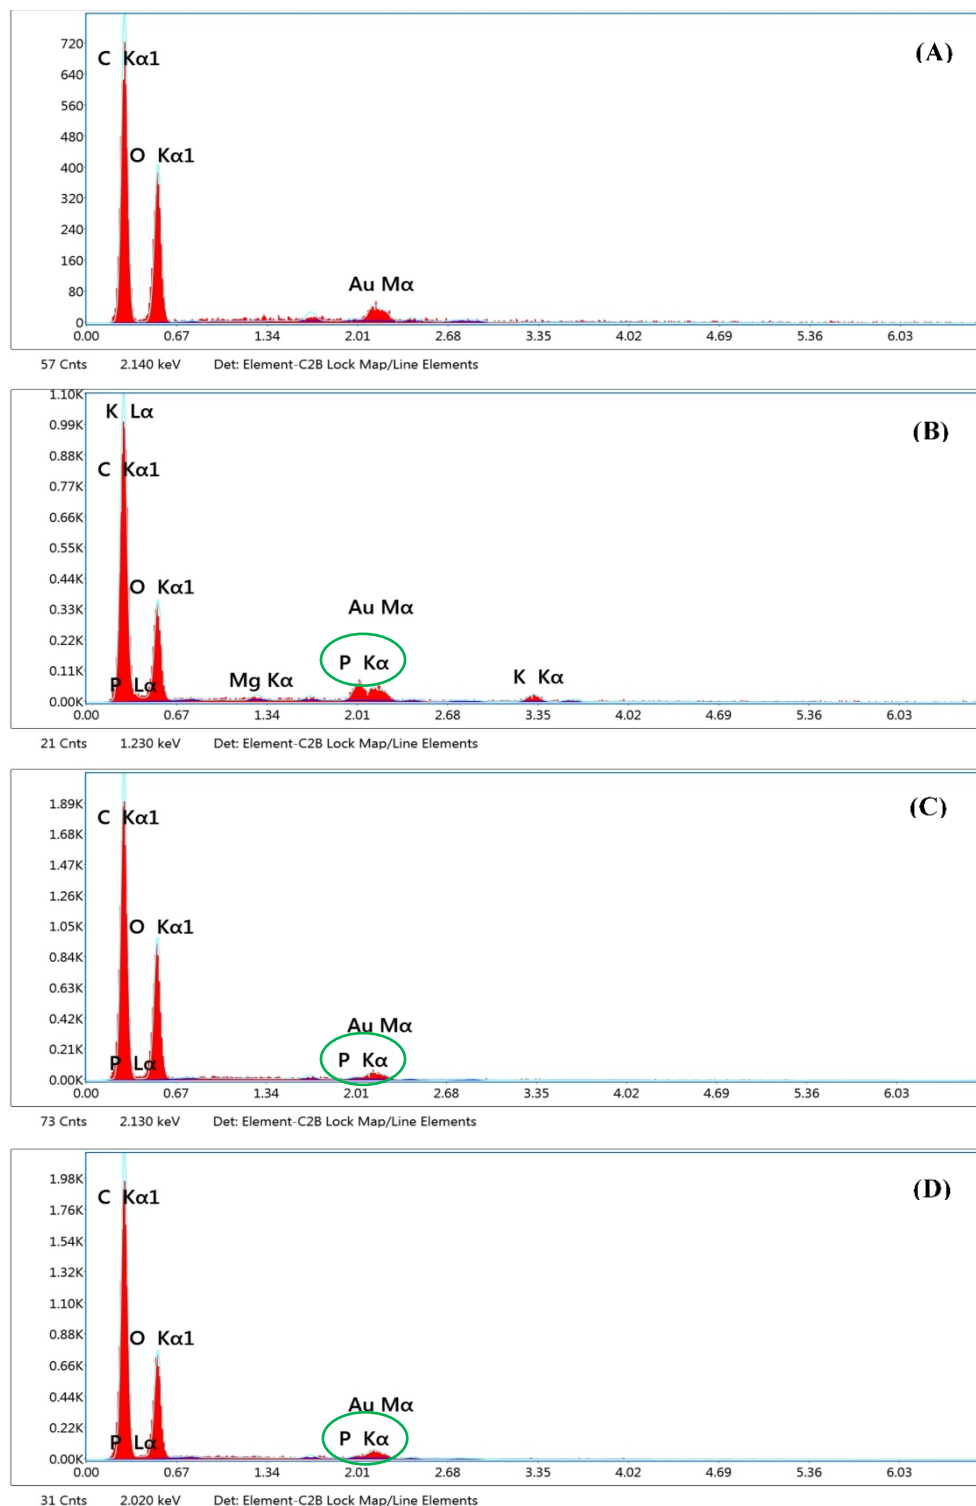 (A)
720
640
C Kα1
560
480
400
O Kα1
320
240
160
80
Au Mα
0
0.00 0.67 1.34 2.01 2.68 3.35 4.02 4.69 5.36 6.03
57 Cnts 2.140 keV Det: Element-C2B Lock Map/Line Elements
(B)
1.10K
K Lα
0.99K
0.88K
C Kα1
0.77K
0.66K
0.55K
0.44K
O Kα1
0.33K
Au Mα
0.22K
P Kα
0.11K
P Lα Mg Kα K Kα
0.00K
0.00 0.67 1.34 2.01 2.68 3.35 4.02 4.69 5.36 6.03
21 Cnts 1.230 keV Det: Element-C2B Lock Map/Line Elements
(C)
1.89K
C Kα1
1.68K
1.47K
1.26K
1.05K
O Kα1
0.84K
0.63K
0.42K
Au Mα
0.21K
P Lα P Kα
0.00K
0.00 0.67 1.34 2.01 2.68 3.35 4.02 4.69 5.36 6.03
73 Cnts 2.130 keV Det: Element-C2B Lock Map/Line Elements
(D)
1.98K
C Kα1
1.76K
1.54K
1.32K
1.10K
0.88K
O Kα1
0.66K
0.44K
Au Mα
0.22K
P Lα P Kα
0.00K
0.00 0.67 1.34 2.01 2.68 3.35 4.02 4.69 5.36 6.03
31 Cnts 2.020 keV Det: Element-C2B Lock Map/Line Elements